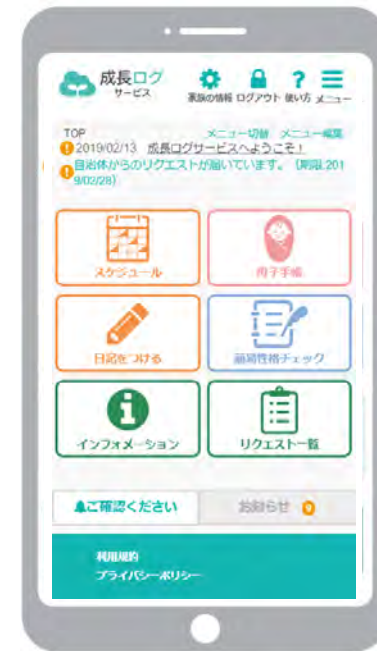 成長ログ
サービス
家族の情報 ログアウト 使い方 メニュー
TOP メニュー切替 メニュー編集
2019/02/13 成長ログサービスへようこそ！
自治体からのリクエストが届いています。（期限:201
9/02/28）
スケジュール 母子手帳
日記をつける 簡易性格チェック
インフォメーション リクエスト一覧
ご確認ください お知らせ
利用規約
プライバシーポリシー